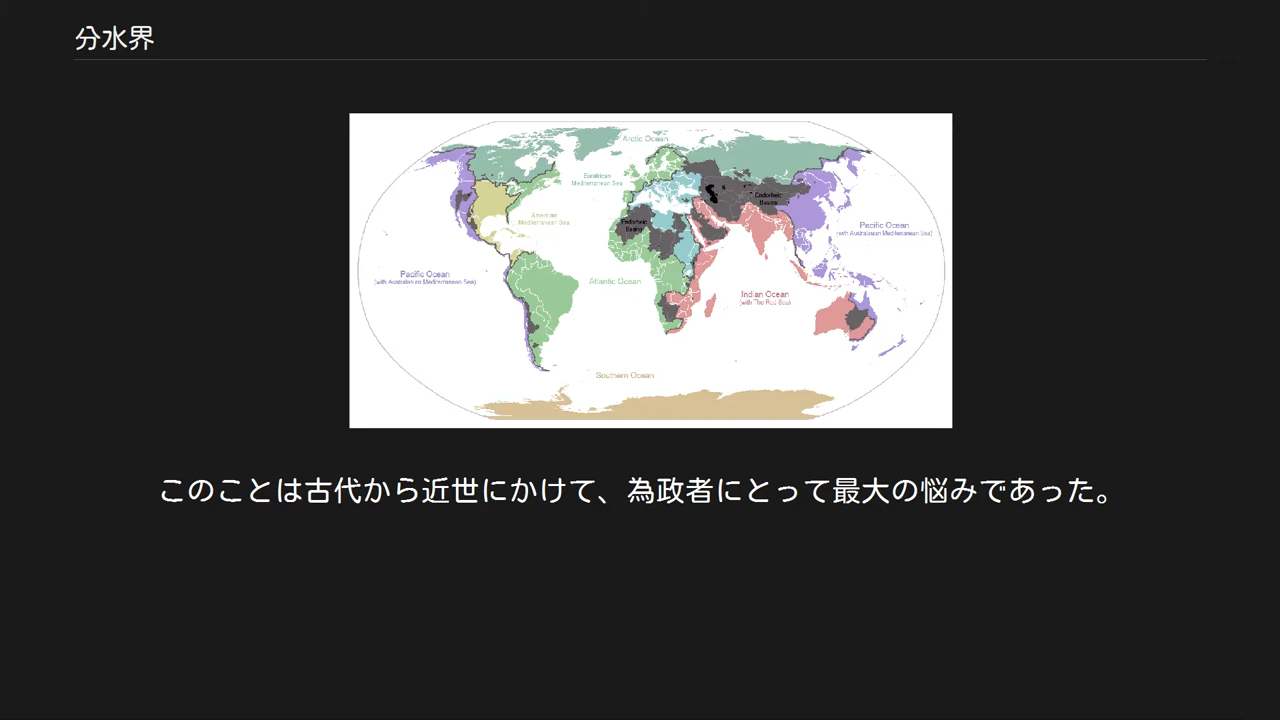 分水界
Arctic Ocean
EurAfrican
Mediterranean Sea
Endorheic
Basins
American
Mediterranean Sea
Endorheic
Basins
Pacific Ocean
(with Australasian Mediterranean Sea)
Pacific Ocean
(with Australasian Mediterranean Sea)
Atlantic Ocean
Indian Ocean
(with The Red Sea)
Southern Ocean
このことは古代から近世にかけて、為政者にとって最大の悩みであった。